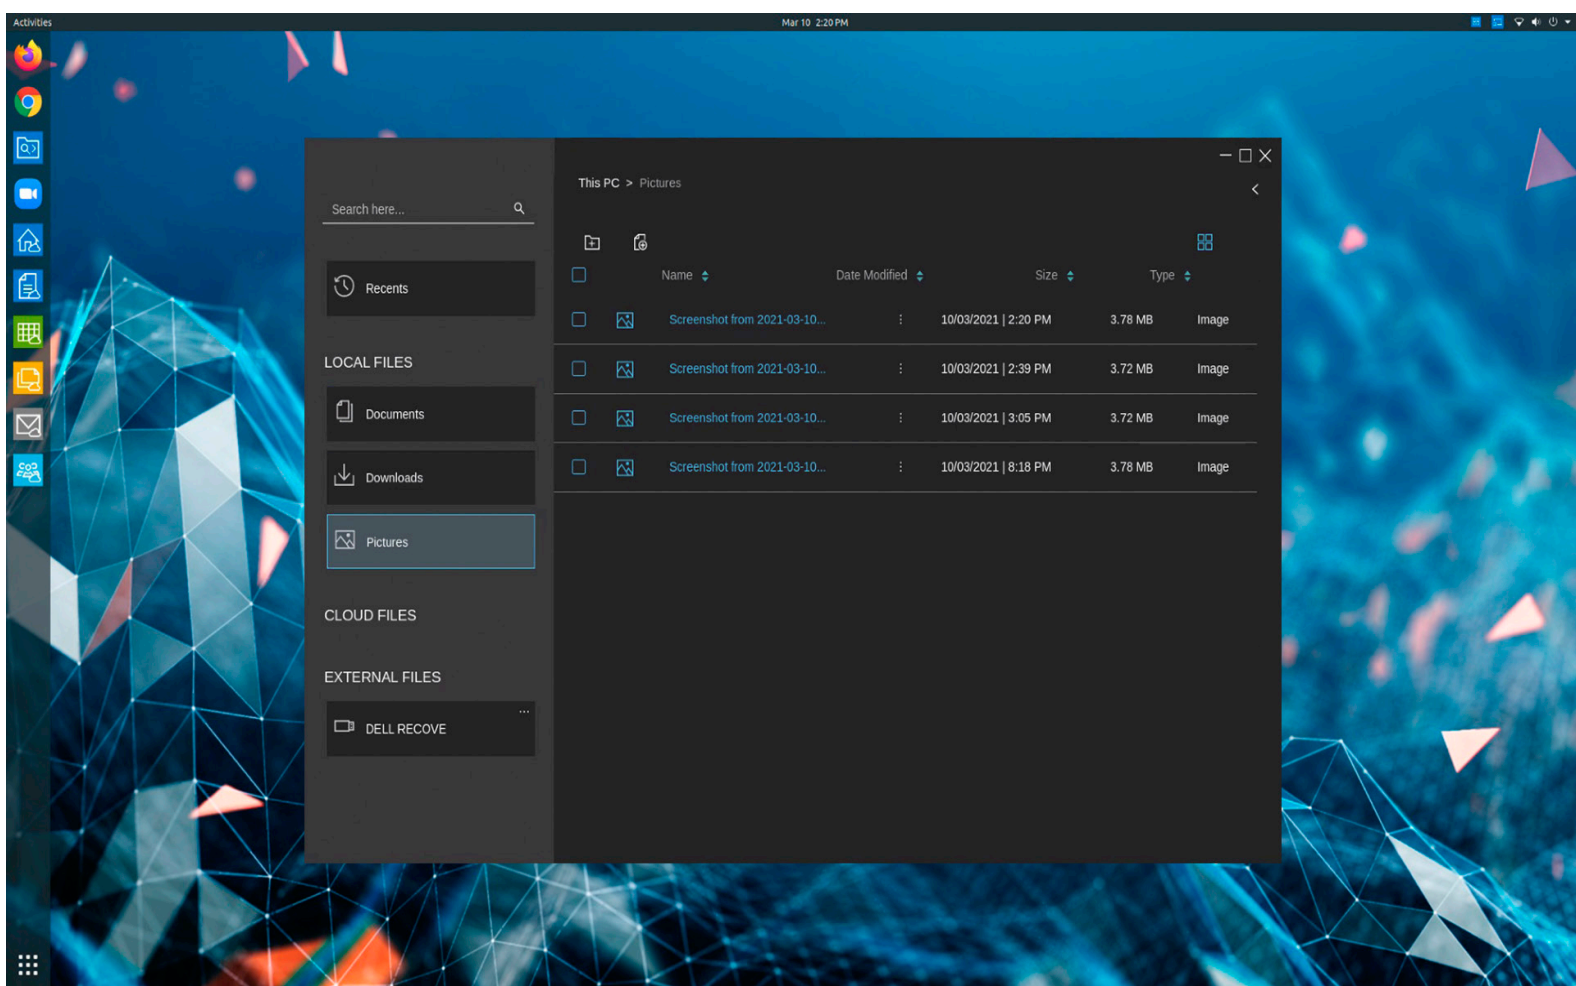 Activities
Mar 10 2:20 PM
Search here...
This PC > Pictures
Recents
LOCAL FILES
Documents
Downloads
Pictures
CLOUD FILES
EXTERNAL FILES
DELL RECOVE
...
Name Date Modified Size Type
Screenshot from 2021-03-10... 10/03/2021 | 2:20 PM 3.78 MB Image
Screenshot from 2021-03-10... 10/03/2021 | 2:39 PM 3.72 MB Image
Screenshot from 2021-03-10... 10/03/2021 | 3:05 PM 3.72 MB Image
Screenshot from 2021-03-10... 10/03/2021 | 8:18 PM 3.78 MB Image